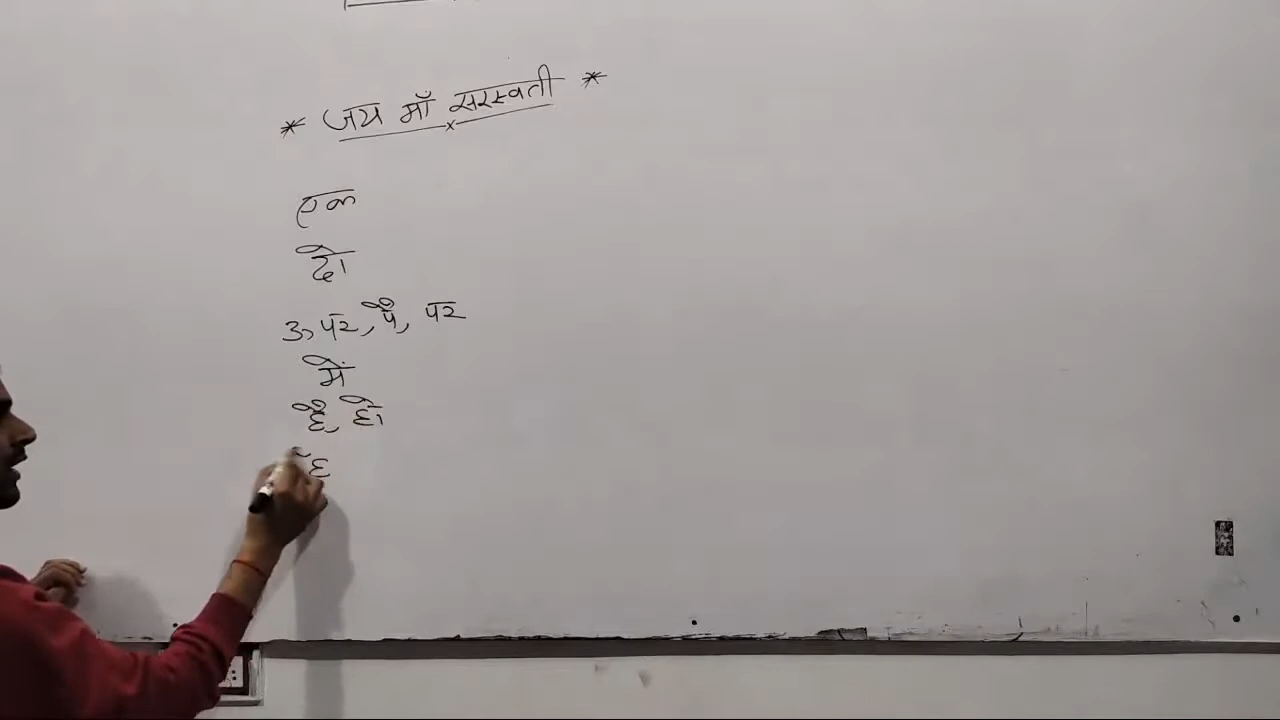 * जय माँ सरस्वती *
एक
दो
ऊपर, पै, पर
में
है, हो